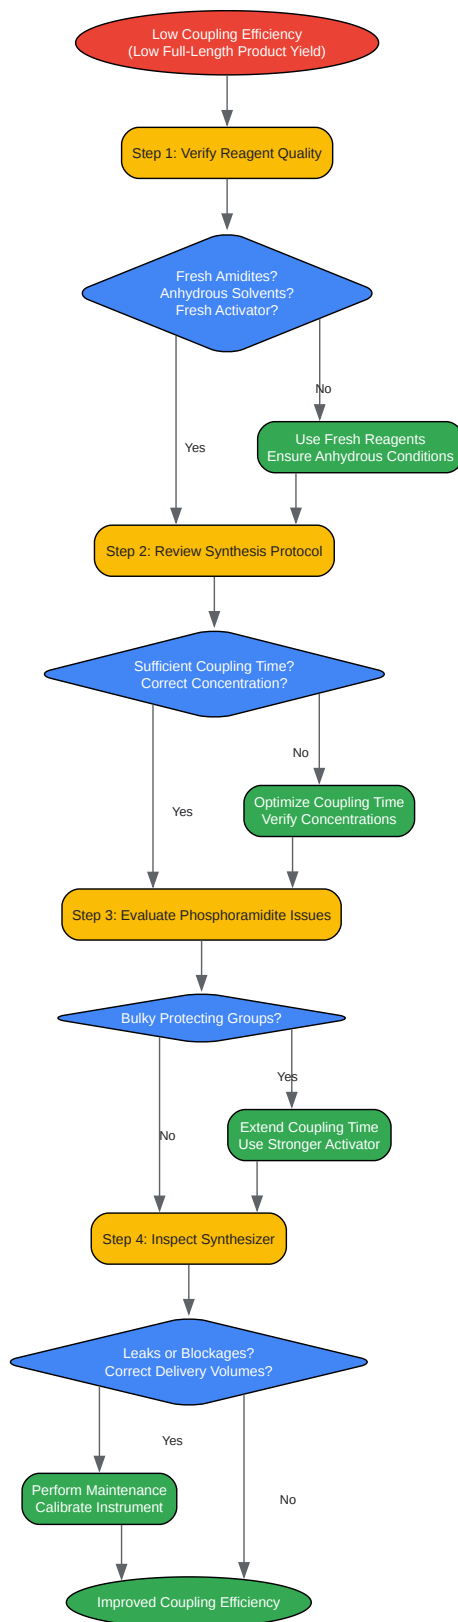 Low Coupling Efficiency
(Low Full-Length Product Yield)
Step 1: Verify Reagent Quality
Fresh Amidites?
Anhydrous Solvents?
Fresh Activator?
No
Yes
Use Fresh Reagents
Ensure Anhydrous Conditions
Step 2: Review Synthesis Protocol
Sufficient Coupling Time?
Correct Concentration?
No
Yes
Optimize Coupling Time
Verify Concentrations
Step 3: Evaluate Phosphoramidite Issues
Bulky Protecting Groups?
Yes
No
Extend Coupling Time
Use Stronger Activator
Step 4: Inspect Synthesizer
Leaks or Blockages?
Correct Delivery Volumes?
Yes
No
Perform Maintenance
Calibrate Instrument
Improved Coupling Efficiency